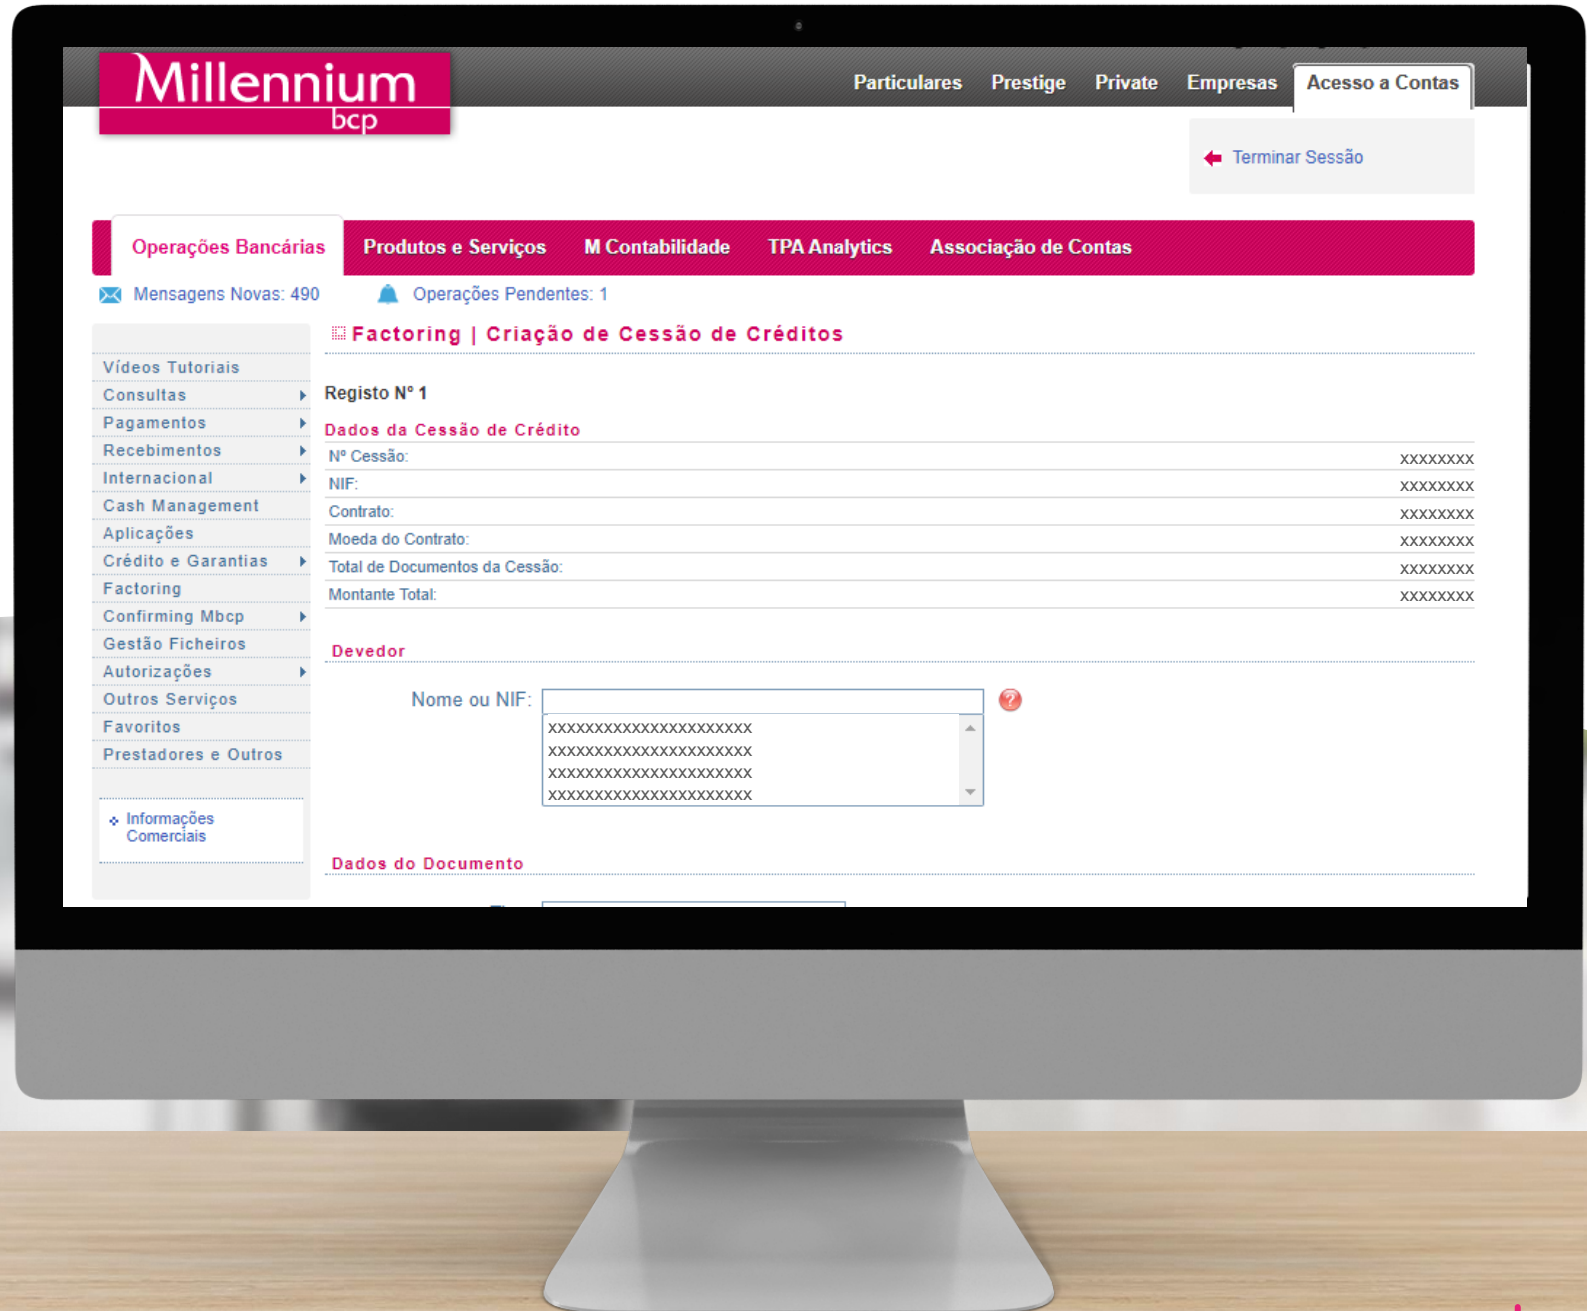 Millennium
bcp
Particulares Prestige Private Empresas Acesso a Contas
Terminar Sessão
Operações Bancárias Produtos e Serviços M Contabilidade TPA Analytics Associação de Contas
Mensagens Novas: 490 Operações Pendentes: 1
Factoring | Criação de Cessão de Créditos
Vídeos Tutoriais
Consultas
Pagamentos
Recebimentos
Internacional
Cash Management
Aplicações
Crédito e Garantias
Factoring
Confirming Mbcp
Gestão Ficheiros
Autorizações
Outros Serviços
Favoritos
Prestadores e Outros
Informações
Comerciais
Registo Nº 1
Dados da Cessão de Crédito
Nº Cessão: xxxxxxxx
NIF: xxxxxxxx
Contrato: xxxxxxxx
Moeda do Contrato: xxxxxxxx
Total de Documentos da Cessão: xxxxxxxx
Montante Total: xxxxxxxx
Devedor
Nome ou NIF: ?
xxxxxxxxxxxxxxxxxxxxxx
xxxxxxxxxxxxxxxxxxxxxx
xxxxxxxxxxxxxxxxxxxxxx
xxxxxxxxxxxxxxxxxxxxxx
Dados do Documento